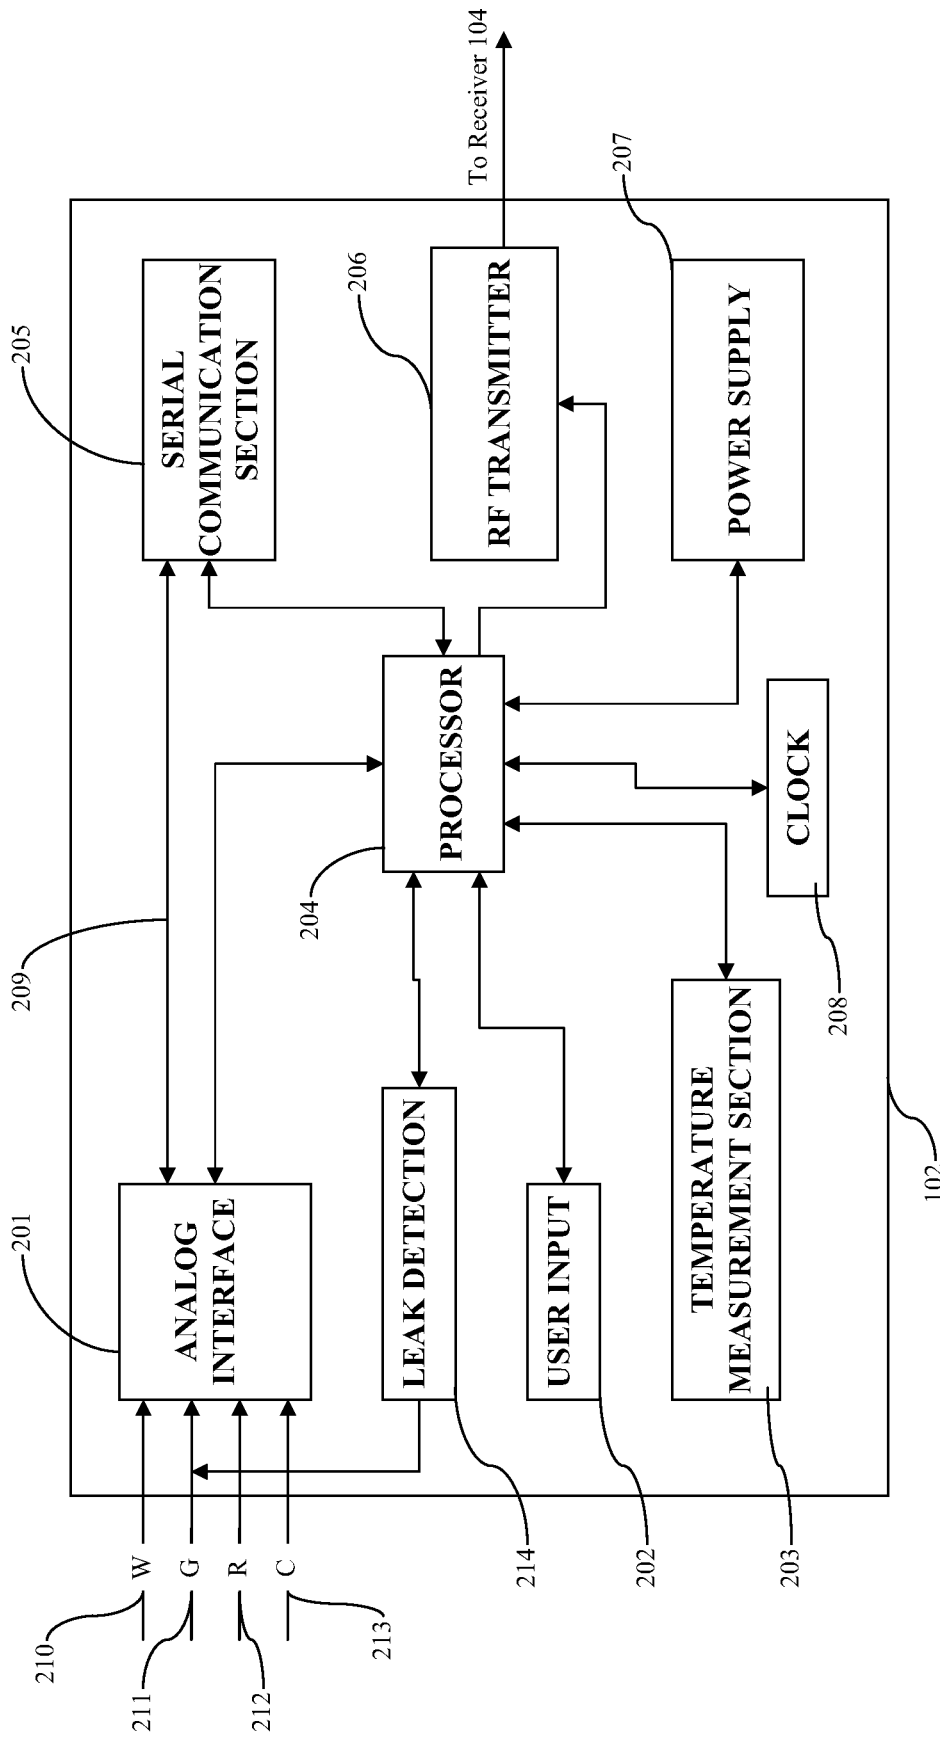 201
209
205
ANALOG
INTERFACE
SERIAL
COMMUNICATION
SECTION
210
W
211
G
212
R
213
C
204
PROCESSOR
206
RF TRANSMITTER
To Receiver 104
LEAK DETECTION
214
USER INPUT
202
207
POWER SUPPLY
TEMPERATURE
MEASUREMENT SECTION
203
CLOCK
208
102